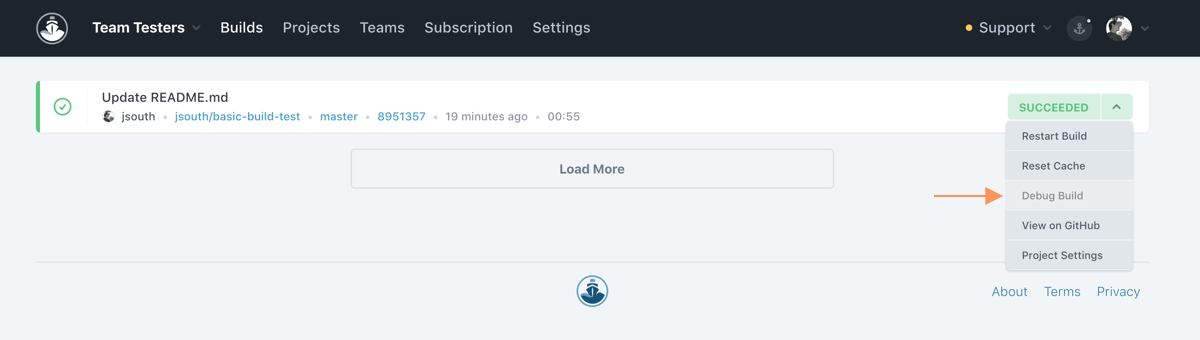 Team Testers Builds Projects Teams Subscription Settings Support
Update README.md
jsouth jsouth/basic-build-test master 8951357 19 minutes ago 00:55
SUCCEEDED
Restart Build
Reset Cache
Debug Build
View on GitHub
Project Settings
Load More
About Terms Privacy